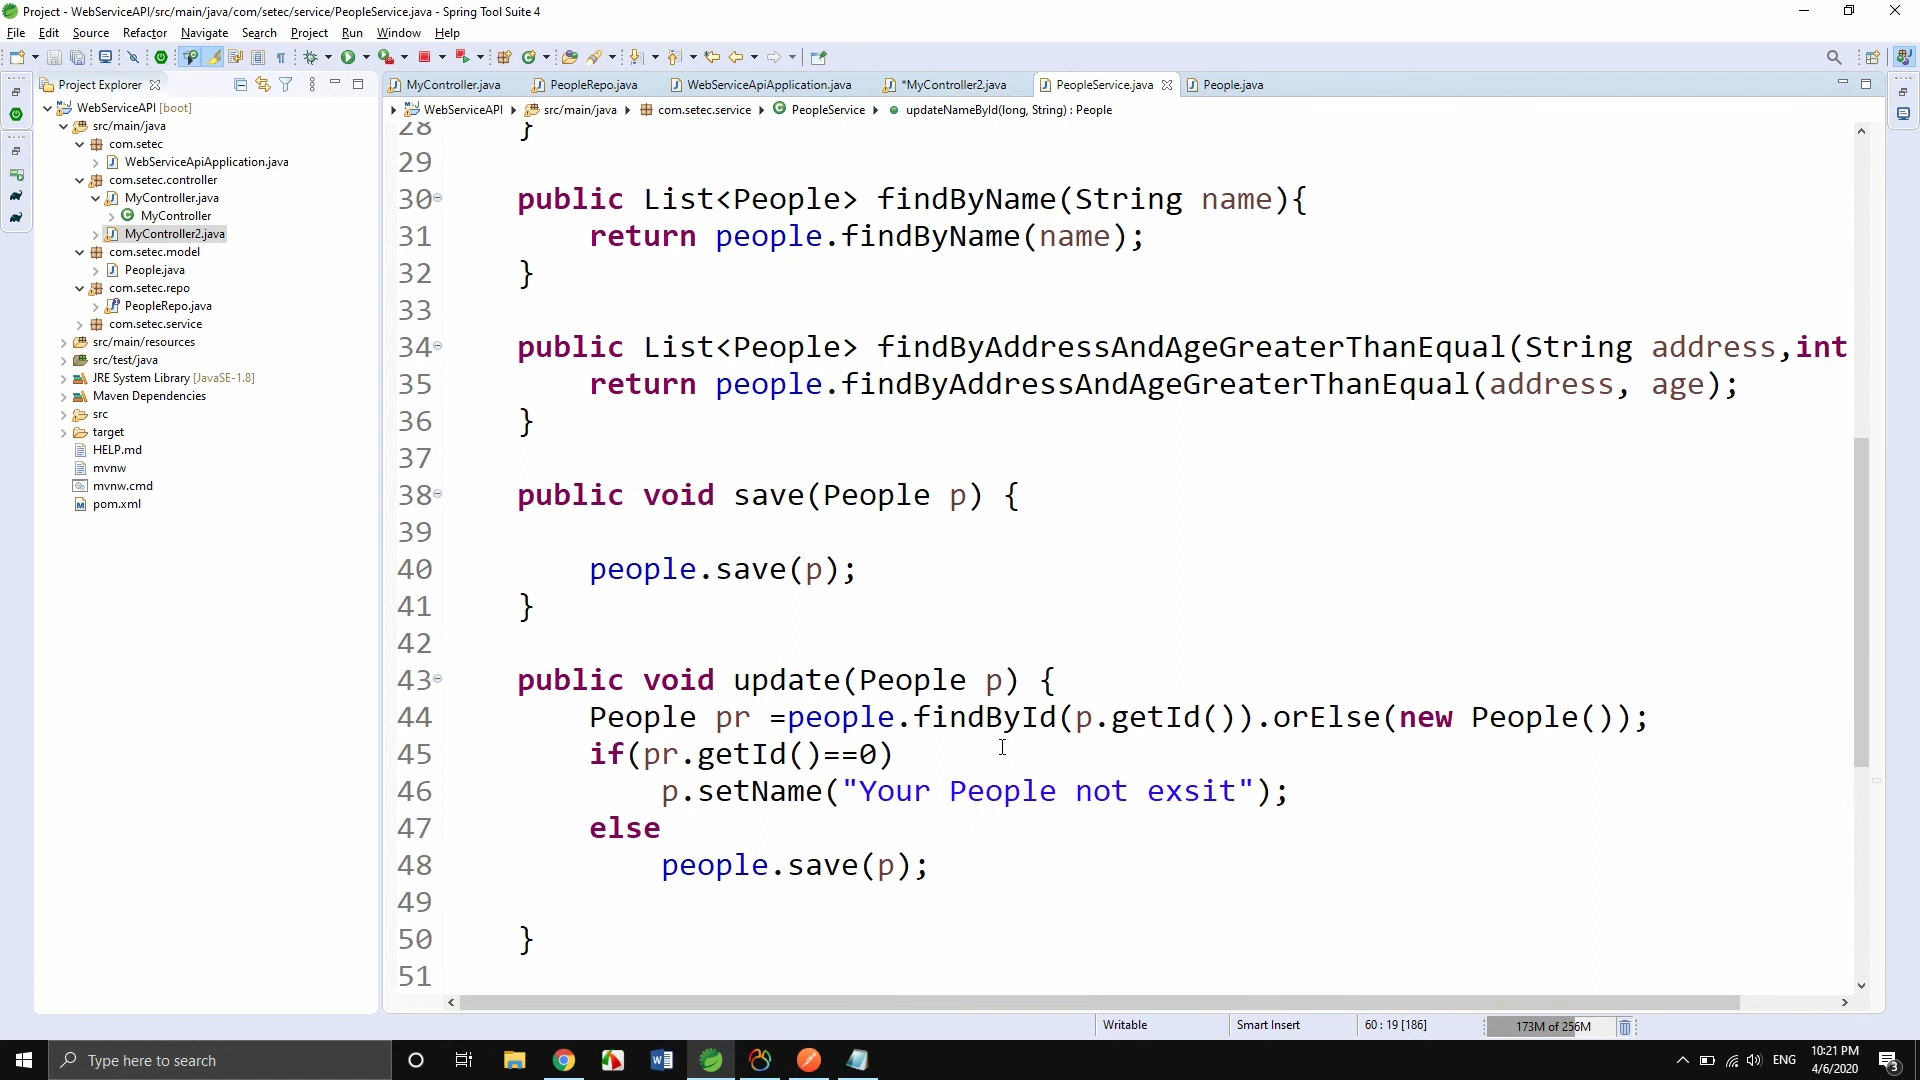 Project - WebServiceAPI/src/main/java/com/setec/service/PeopleService.java - Spring Tool Suite 4
File Edit Source Refactor Navigate Search Project Run Window Help
Project Explorer
WebServiceAPI [boot]
src/main/java
com.setec
WebServiceApiApplication.java
com.setec.controller
MyController.java
MyController
MyController2.java
com.setec.model
People.java
com.setec.repo
PeopleRepo.java
com.setec.service
src/main/resources
src/test/java
JRE System Library [JavaSE-1.8]
Maven Dependencies
src
target
HELP.md
mvnw
mvnw.cmd
pom.xml
MyController.java PeopleRepo.java WebServiceApiApplication.java *MyController2.java PeopleService.java People.java
WebServiceAPI src/main/java com.setec.service PeopleService updateNameById(long, String) : People
28 }
29
30 public List<People> findByName(String name){
31 return people.findByName(name);
32 }
33
34 public List<People> findByAddressAndAgeGreaterThanEqual(String address,int
35 return people.findByAddressAndAgeGreaterThanEqual(address, age);
36 }
37
38 public void save(People p) {
39
40 people.save(p);
41 }
42
43 public void update(People p) {
44 People pr =people.findById(p.getId()).orElse(new People());
45 if(pr.getId()==0)
46 p.setName("Your People not exsit");
47 else
48 people.save(p);
49
50 }
51
Writable Smart Insert 60 : 19 [186] 173M of 256M
Type here to search
ENG
10:21 PM
4/6/2020
3